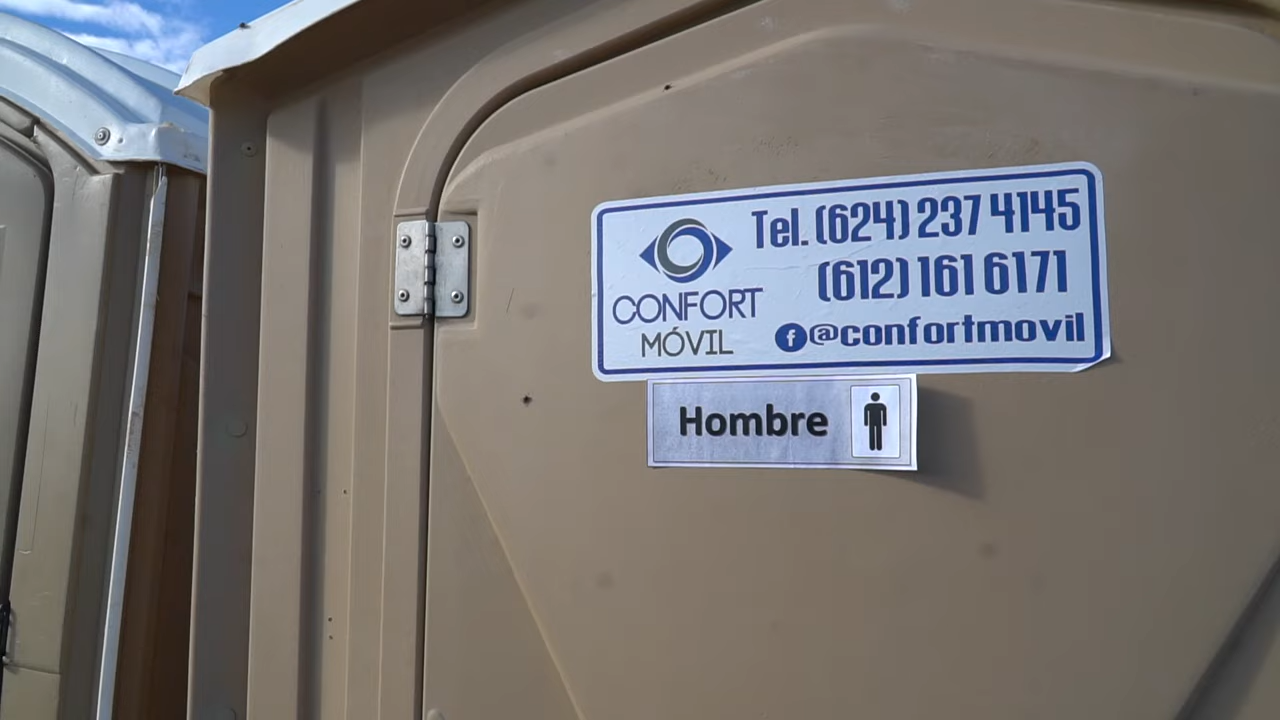 CONFORT
MÓVIL
Tel. (624) 237 4145
(612) 161 6171
@confortmovil
Hombre